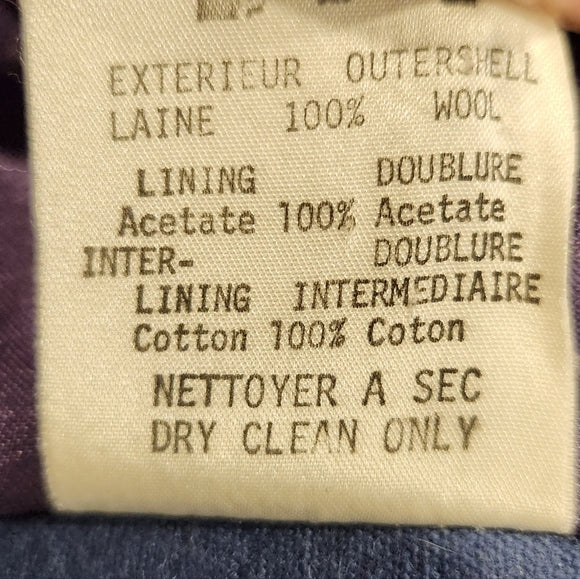 EXTERIEUR OUTERSHELL
LAINE 100% WOOL
LINING DOUBLURE
Acetate 100% Acetate
INTER- DOUBLURE
LINING INTERMEDIAIRE
Cotton 100% Coton
NETTOYER A SEC
DRY CLEAN ONLY